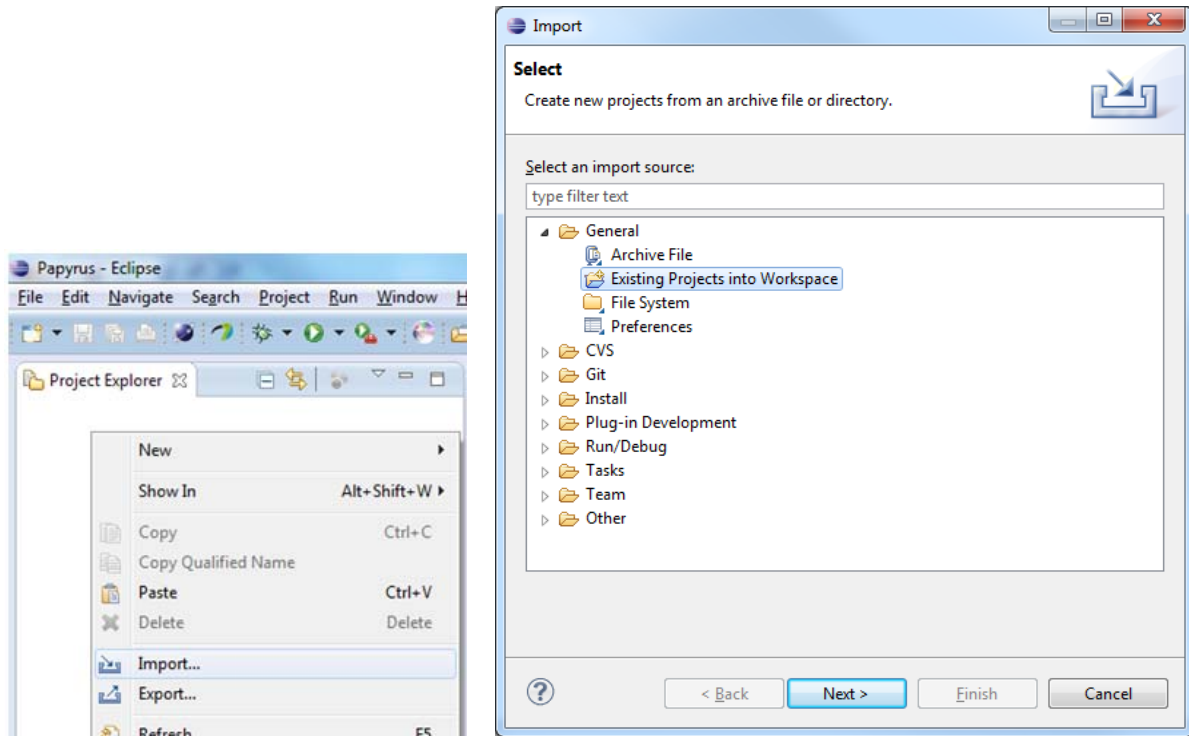 Papyrus - Eclipse
File Edit Navigate Search Project Run Window H
Project Explorer
New
Show In Alt+Shift+W
Copy Ctrl+C
Copy Qualified Name
Paste Ctrl+V
Delete Delete
Import...
Export...
Refresh F5
Import
Select
Create new projects from an archive file or directory.
Select an import source:
type filter text
General
Archive File
Existing Projects into Workspace
File System
Preferences
CVS
Git
Install
Plug-in Development
Run/Debug
Tasks
Team
Other
? < Back Next > Finish Cancel